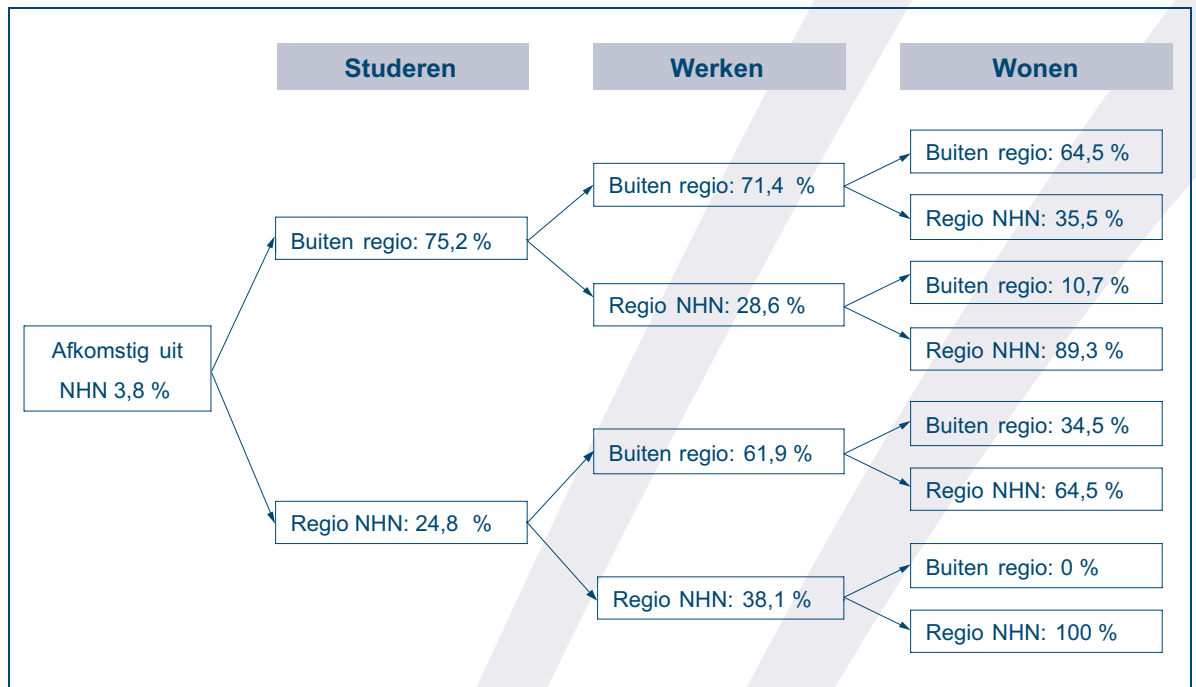 Studeren
Werken
Wonen
Buiten regio: 64,5 %
Buiten regio: 71,4 %
Regio NHN: 35,5 %
Buiten regio: 75,2 %
Buiten regio: 10,7 %
Regio NHN: 28,6 %
Regio NHN: 89,3 %
Afkomstig uit
NHN 3,8 %
Buiten regio: 34,5 %
Buiten regio: 61,9 %
Regio NHN: 64,5 %
Regio NHN: 24,8 %
Buiten regio: 0 %
Regio NHN: 38,1 %
Regio NHN: 100 %